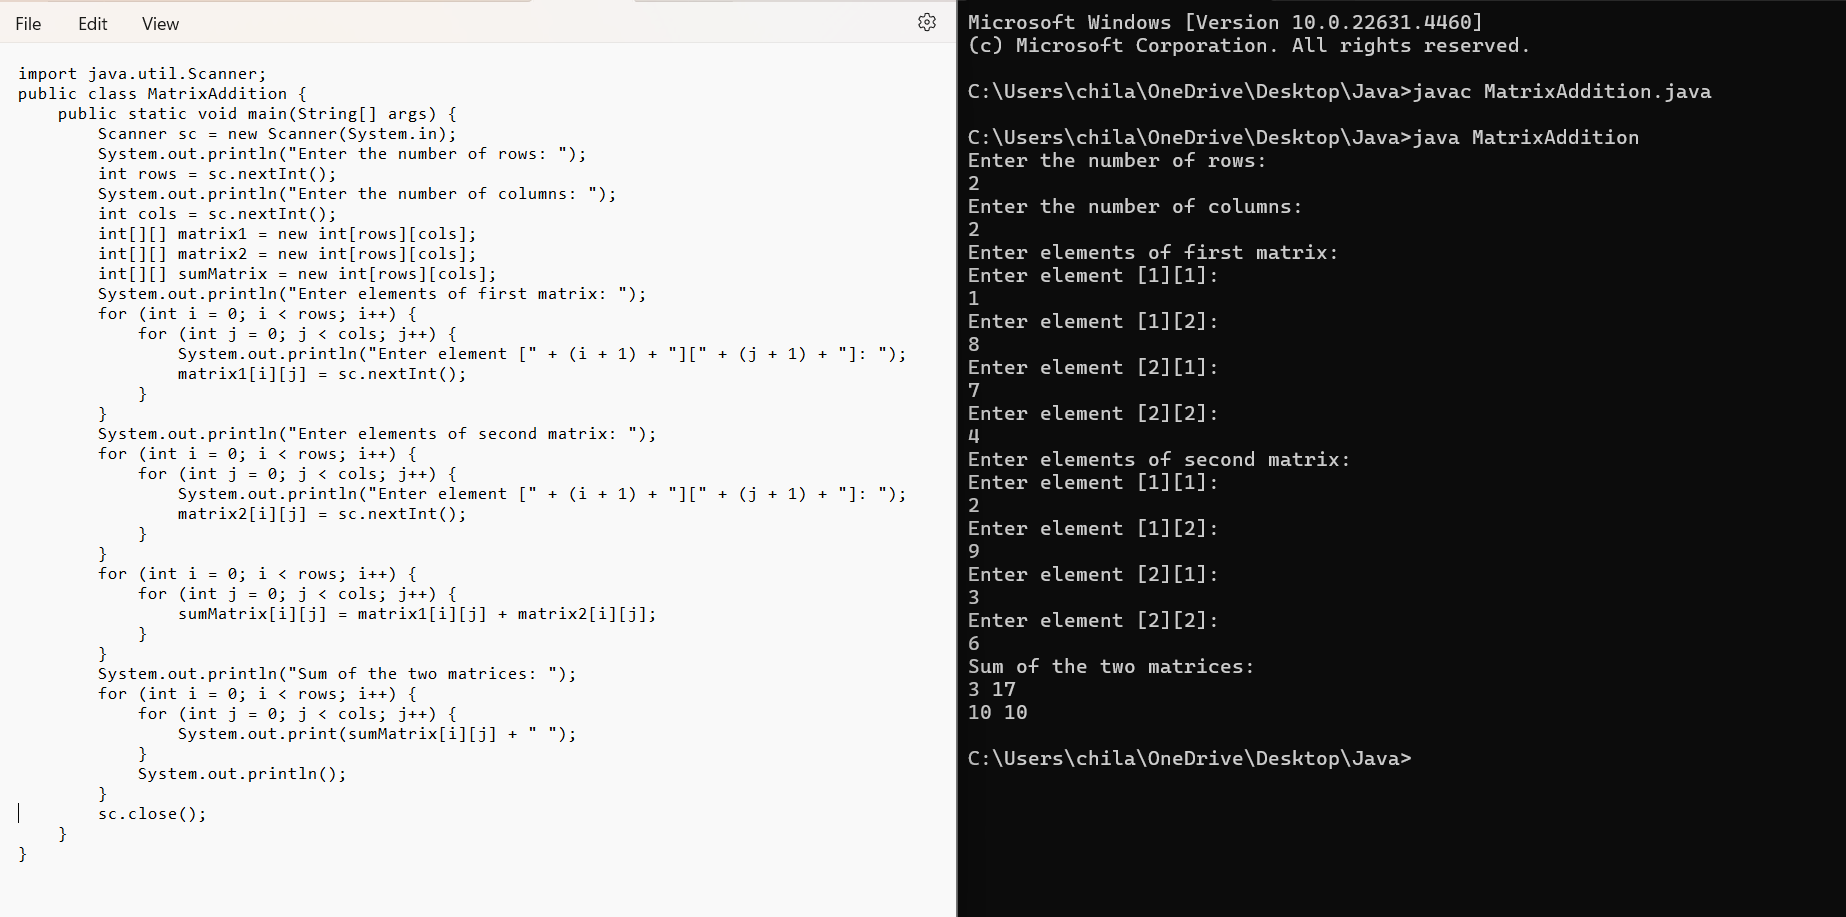 File Edit View
import java.util.Scanner;
public class MatrixAddition {
    public static void main(String[] args) {
        Scanner sc = new Scanner(System.in);
        System.out.println("Enter the number of rows: ");
        int rows = sc.nextInt();
        System.out.println("Enter the number of columns: ");
        int cols = sc.nextInt();
        int[][] matrix1 = new int[rows][cols];
        int[][] matrix2 = new int[rows][cols];
        int[][] sumMatrix = new int[rows][cols];
        System.out.println("Enter elements of first matrix: ");
        for (int i = 0; i < rows; i++) {
            for (int j = 0; j < cols; j++) {
                System.out.println("Enter element [" + (i + 1) + "][" + (j + 1) + "]: ");
                matrix1[i][j] = sc.nextInt();
            }
        }
        System.out.println("Enter elements of second matrix: ");
        for (int i = 0; i < rows; i++) {
            for (int j = 0; j < cols; j++) {
                System.out.println("Enter element [" + (i + 1) + "][" + (j + 1) + "]: ");
                matrix2[i][j] = sc.nextInt();
            }
        }
        for (int i = 0; i < rows; i++) {
            for (int j = 0; j < cols; j++) {
                sumMatrix[i][j] = matrix1[i][j] + matrix2[i][j];
            }
        }
        System.out.println("Sum of the two matrices: ");
        for (int i = 0; i < rows; i++) {
            for (int j = 0; j < cols; j++) {
                System.out.print(sumMatrix[i][j] + " ");
            }
            System.out.println();
        }
        sc.close();
    }
}
Microsoft Windows [Version 10.0.22631.4460]
(c) Microsoft Corporation. All rights reserved.
C:\Users\chila\OneDrive\Desktop\Java>javac MatrixAddition.java
C:\Users\chila\OneDrive\Desktop\Java>java MatrixAddition
Enter the number of rows:
2
Enter the number of columns:
2
Enter elements of first matrix:
Enter element [1][1]:
1
Enter element [1][2]:
8
Enter element [2][1]:
7
Enter element [2][2]:
4
Enter elements of second matrix:
Enter element [1][1]:
2
Enter element [1][2]:
9
Enter element [2][1]:
3
Enter element [2][2]:
6
Sum of the two matrices:
3 17
10 10
C:\Users\chila\OneDrive\Desktop\Java>